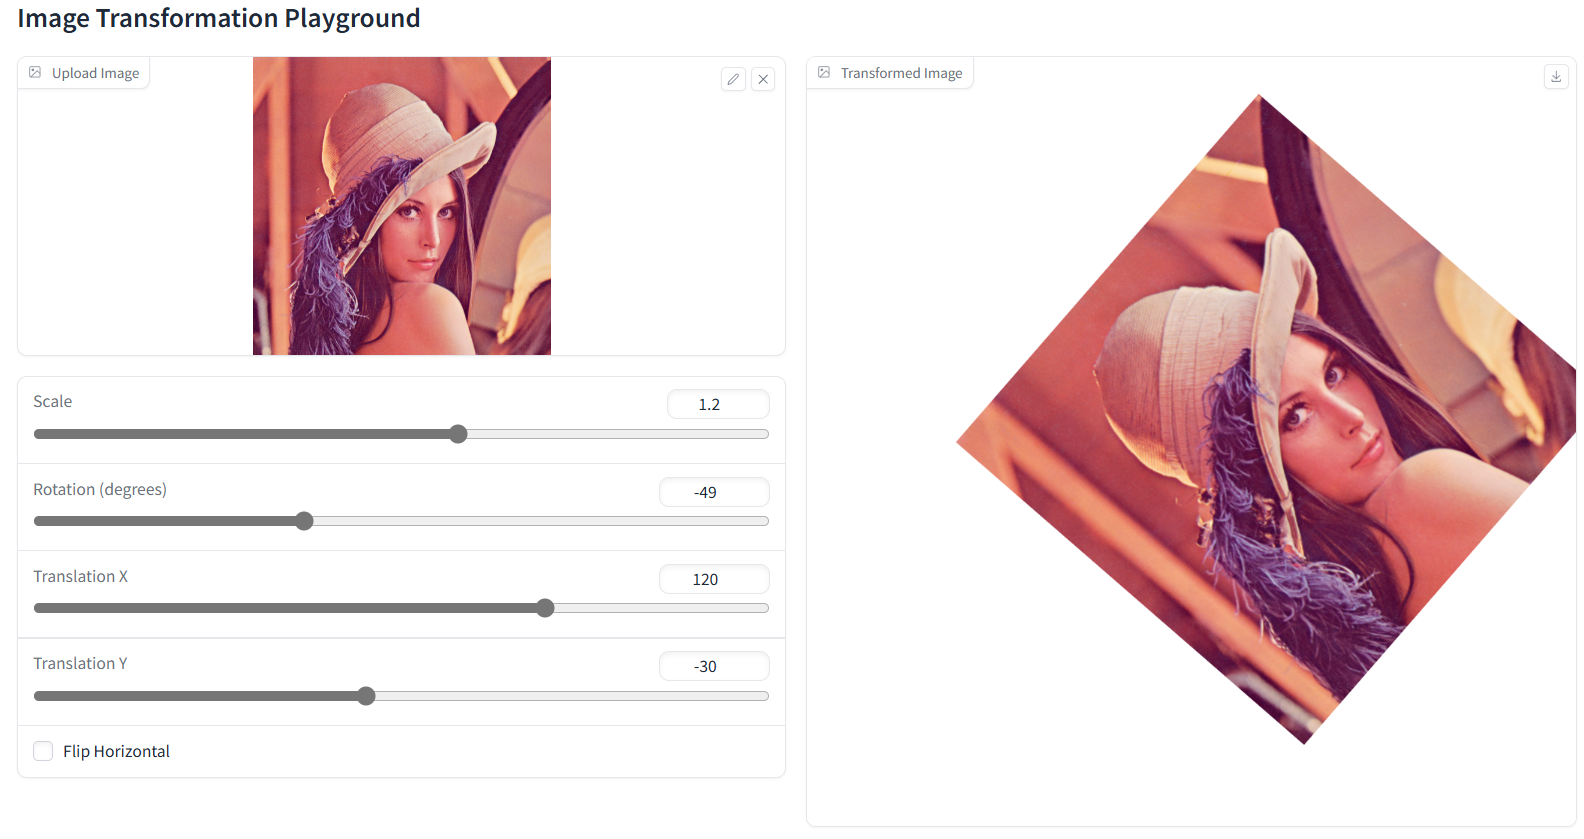 Image Transformation Playground
Upload Image
Transformed Image
Scale
1.2
Rotation (degrees)
-49
Translation X
120
Translation Y
-30
Flip Horizontal